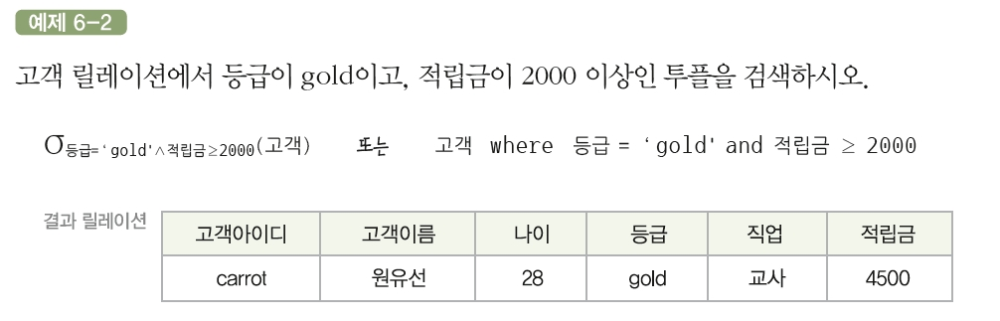 예제 6-2
고객 릴레이션에서 등급이 gold이고, 적립금이 2000 이상인 투플을 검색하시오.
σ등급='gold'∧적립금≥2000(고객) 또는 고객 where 등급 = 'gold' and 적립금 ≥ 2000
결과 릴레이션
고객아이디 고객이름 나이 등급 직업 적립금
carrot 원유선 28 gold 교사 4500